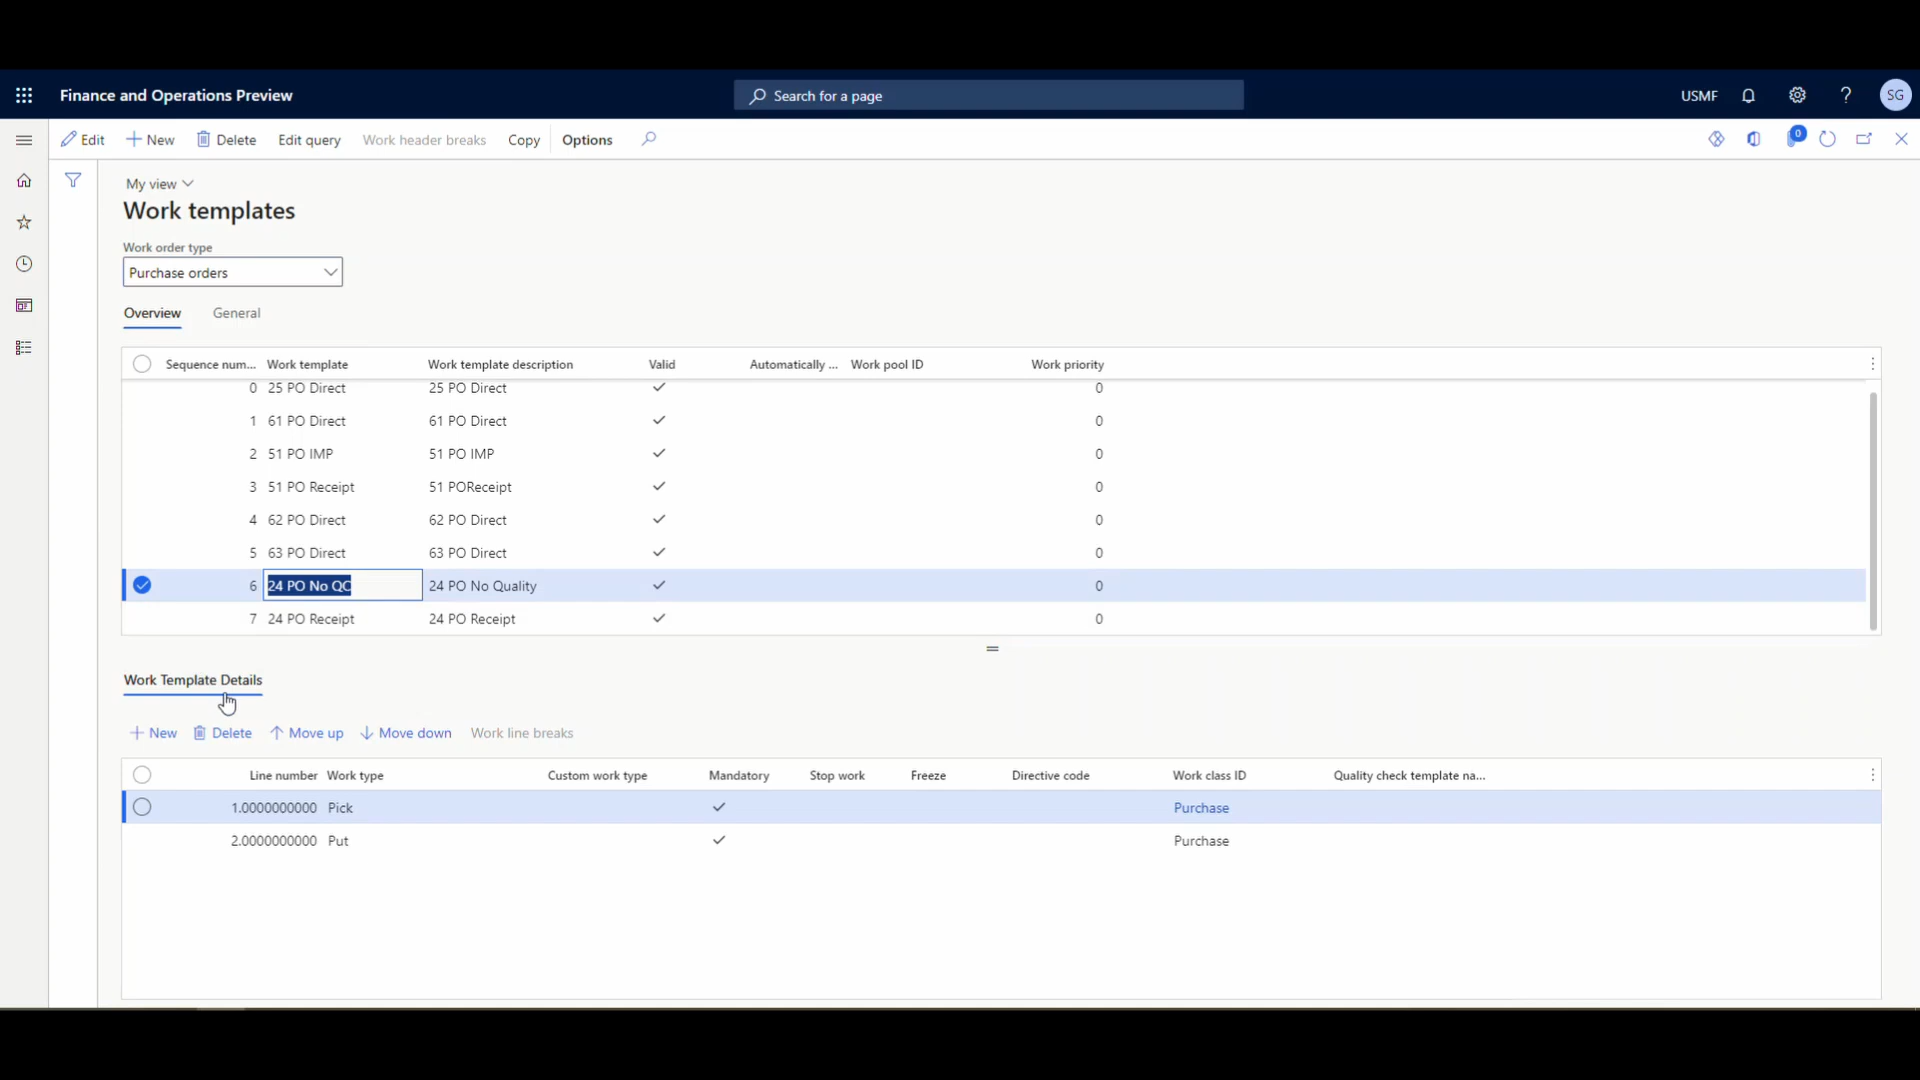 Finance and Operations Preview
Search for a page
USMF
SG
Edit
New
Delete
Edit query
Work header breaks
Copy
Options
0
My view
Work templates
Work order type
Purchase orders
Overview General
Sequence num... Work template Work template description Valid Automatically ... Work pool ID Work priority
0 25 PO Direct 25 PO Direct 0
1 61 PO Direct 61 PO Direct 0
2 51 PO IMP 51 PO IMP 0
3 51 PO Receipt 51 POReceipt 0
4 62 PO Direct 62 PO Direct 0
5 63 PO Direct 63 PO Direct 0
6 24 PO No QC 24 PO No Quality 0
7 24 PO Receipt 24 PO Receipt 0
Work Template Details
New Delete Move up Move down Work line breaks
Line number Work type Custom work type Mandatory Stop work Freeze Directive code Work class ID Quality check template na...
1.0000000000 Pick Purchase
2.0000000000 Put Purchase